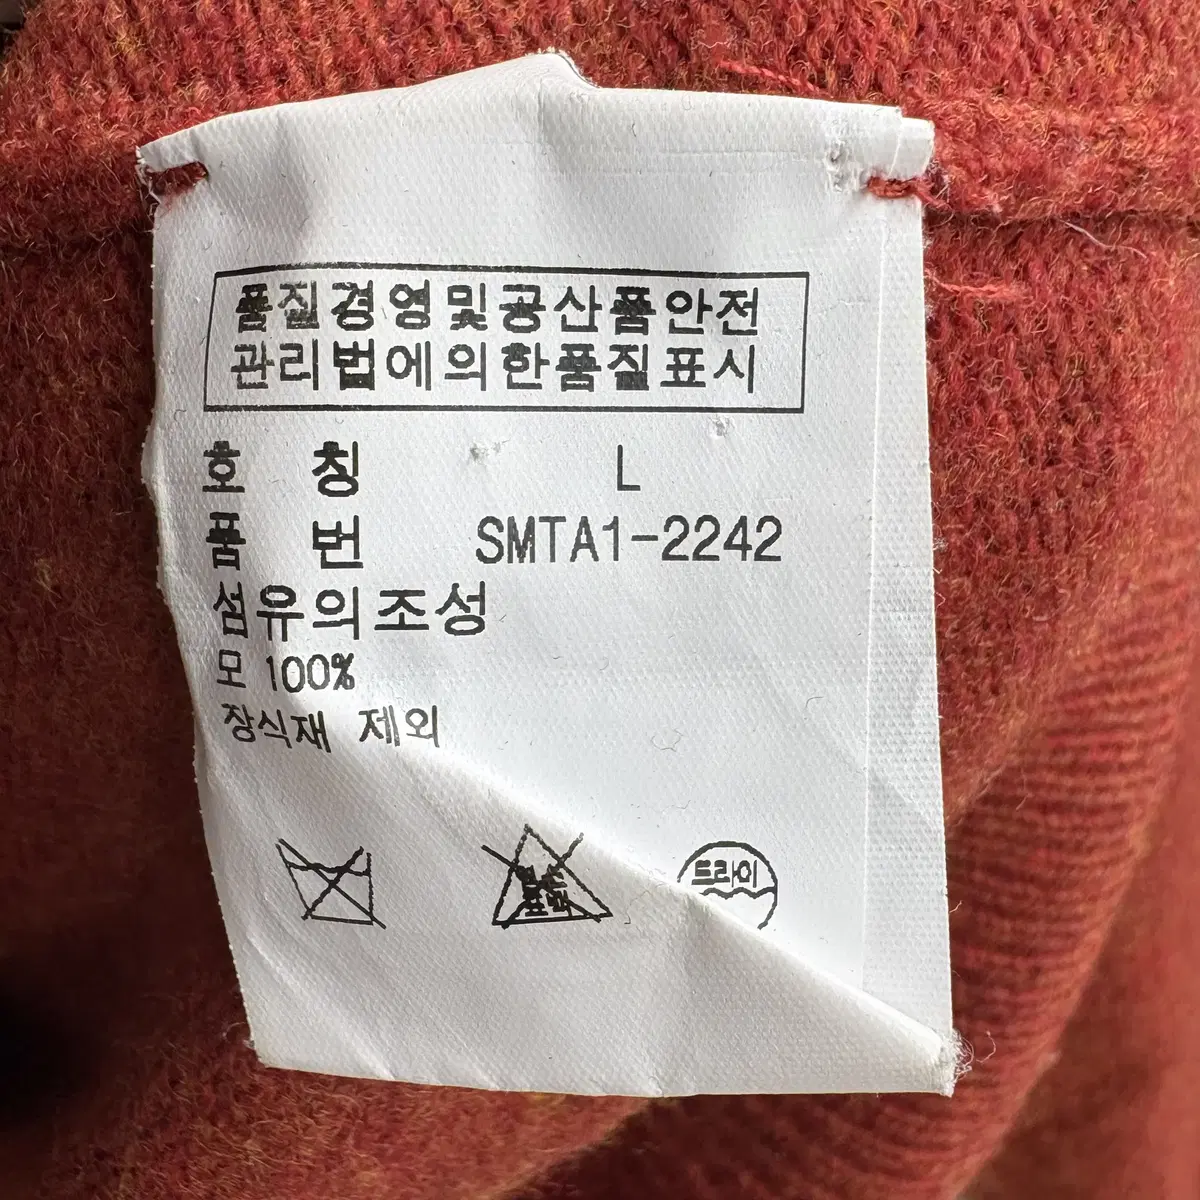 품질경영및공산품안전
관리법에의한품질표시
호 칭 L
품 번 SMTA1-2242
섬유의조성
모 100%
장식재 제외
드라이